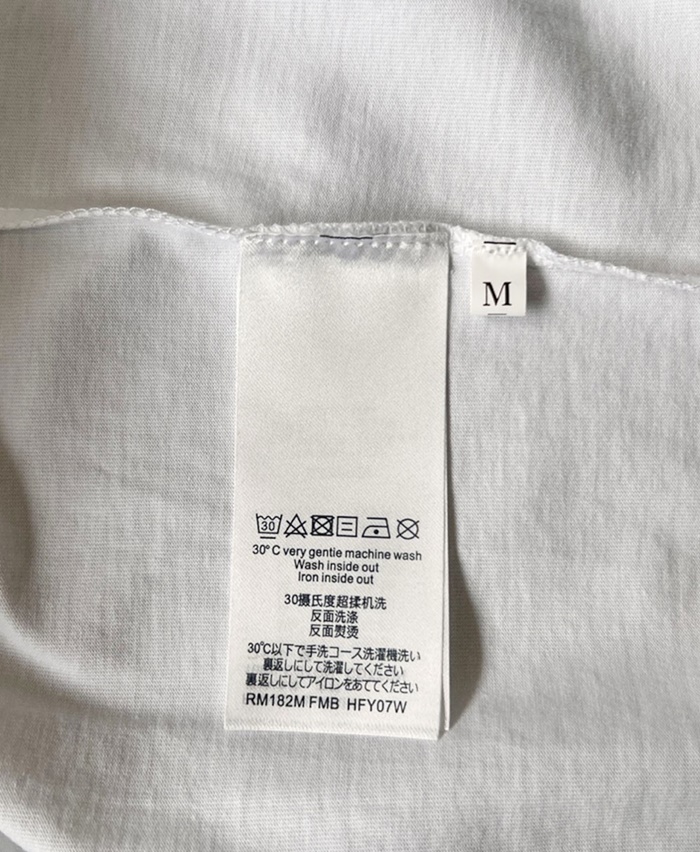 M
30
30°C very gentie machine wash
Wash inside out
Iron inside out
30摄氏度超揉机洗
反面洗涤
反面熨烫
30℃以下で手洗コース洗濯機洗い
裏返しにして洗濯してください
裏返しにしてアイロンをあててください
RM182M FMB HFY07W